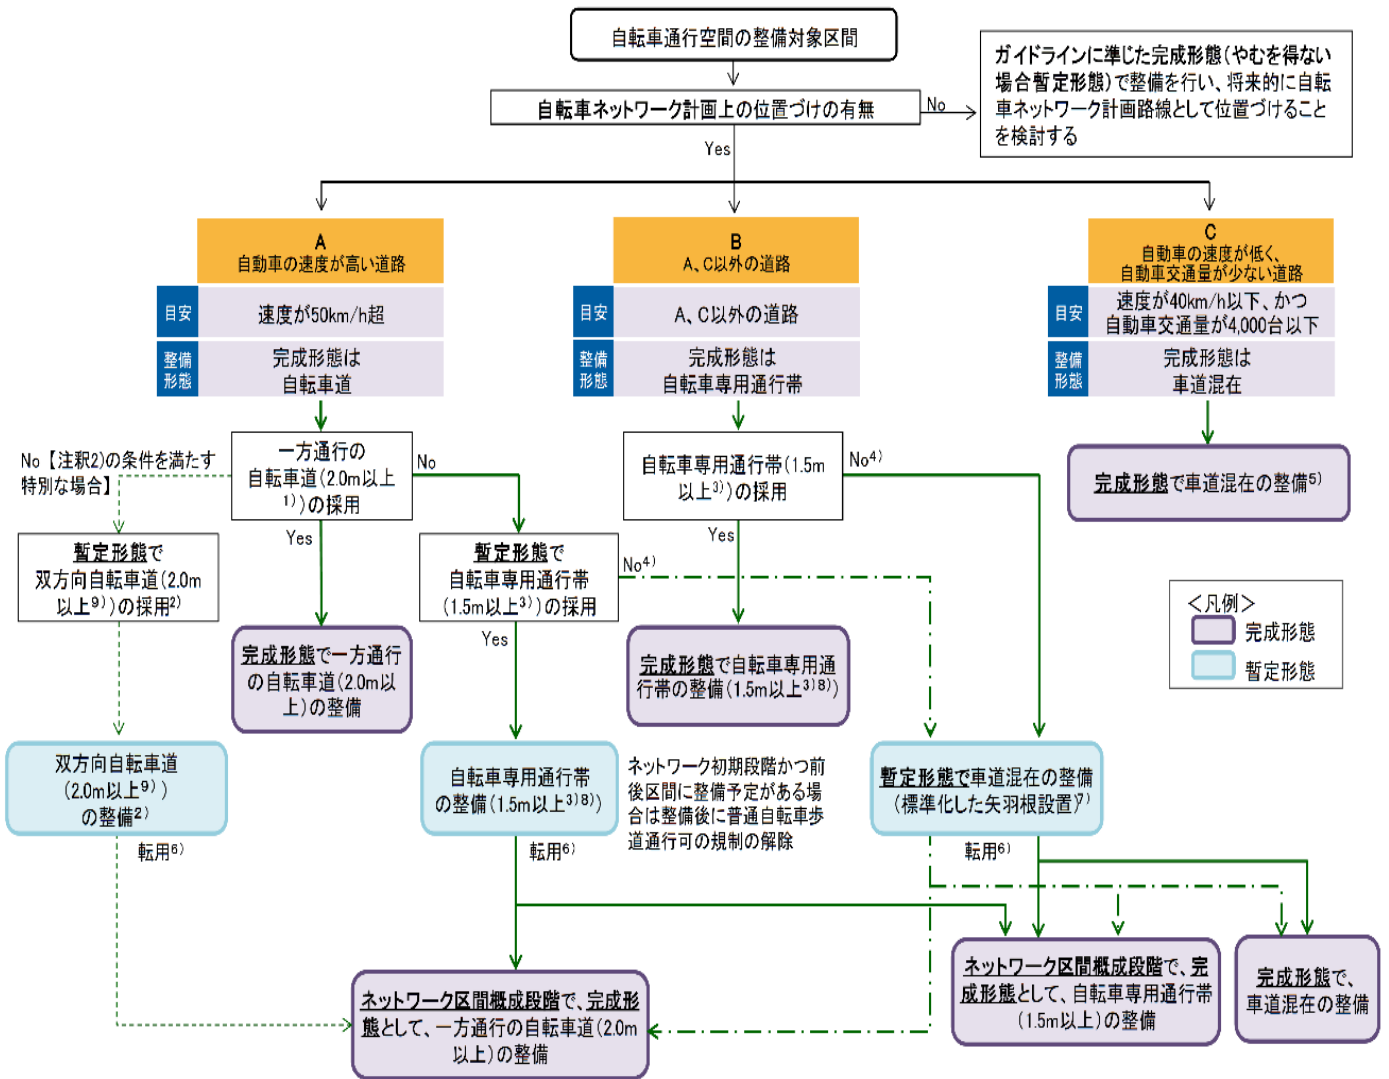 自転車通行空間の整備対象区間
ガイドラインに準じた完成形態(やむを得ない
場合暫定形態)で整備を行い、将来的に自転
車ネットワーク計画路線として位置づけること
を検討する
自転車ネットワーク計画上の位置づけの有無
No
Yes
A
自動車の速度が高い道路
目安
速度が50km/h超
整備
形態
完成形態は
自転車道
B
A、C以外の道路
目安
A、C以外の道路
整備
形態
完成形態は
自転車専用通行帯
C
自動車の速度が低く、
自動車交通量が少ない道路
目安
速度が40km/h以下、かつ
自動車交通量が4,000台以下
整備
形態
完成形態は
車道混在
No【注釈2)の条件を満たす
特別な場合】
一方通行の
自転車道(2.0m以上
1))の採用
No
Yes
自転車専用通行帯(1.5m
以上3))の採用
No4)
Yes
完成形態で車道混在の整備5)
暫定形態で
双方向自転車道(2.0m
以上9))の採用2)
暫定形態で
自転車専用通行帯
(1.5m以上3))の採用
No4)
Yes
<凡例>
完成形態
暫定形態
完成形態で一方通行
の自転車道(2.0m以
上)の整備
完成形態で自転車専用通
行帯の整備(1.5m以上3)8))
双方向自転車道
(2.0m以上9))
の整備2)
自転車専用通行帯
の整備(1.5m以上3)8))
ネットワーク初期段階かつ前
後区間に整備予定がある場
合は整備後に普通自転車歩
道通行可の規制の解除
暫定形態で車道混在の整備
(標準化した矢羽根設置)7)
転用6)
転用6)
転用6)
ネットワーク区間概成段階で、完成形
態として、一方通行の自転車道(2.0m
以上)の整備
ネットワーク区間概成段階で、完
成形態として、自転車専用通行帯
(1.5m以上)の整備
完成形態で、
車道混在の整備